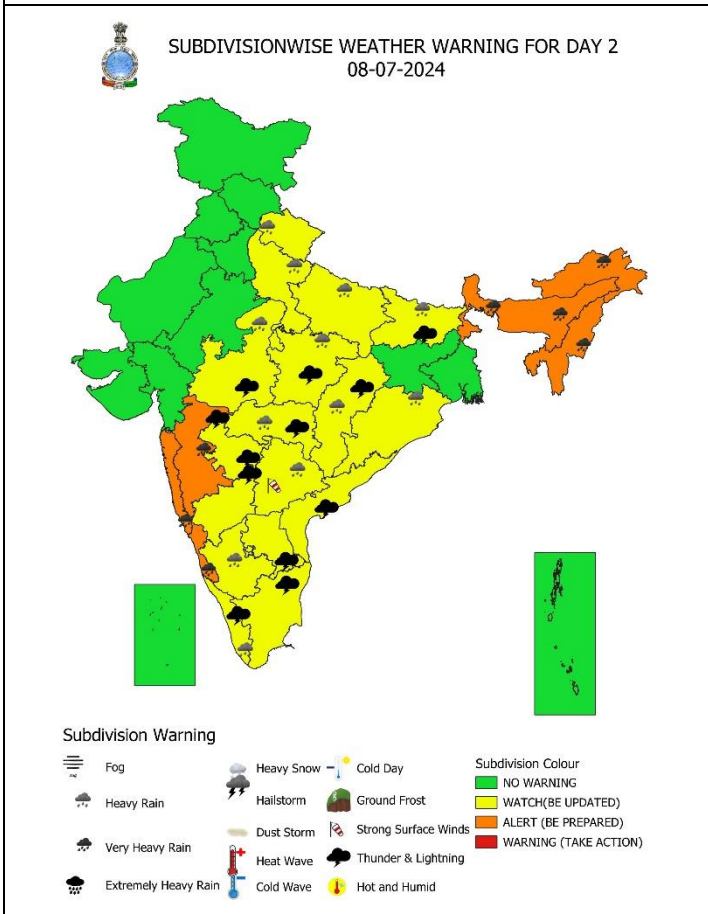 SUBDIVISIONWISE WEATHER WARNING FOR DAY 2
08-07-2024
Subdivision Warning
Fog
Heavy Rain
Very Heavy Rain
Extremely Heavy Rain
Heavy Snow
Hailstorm
Dust Storm
Heat Wave
Cold Wave
Cold Day
Ground Frost
Strong Surface Winds
Thunder & Lightning
Hot and Humid
Subdivision Colour
NO WARNING
WATCH(BE UPDATED)
ALERT (BE PREPARED)
WARNING (TAKE ACTION)